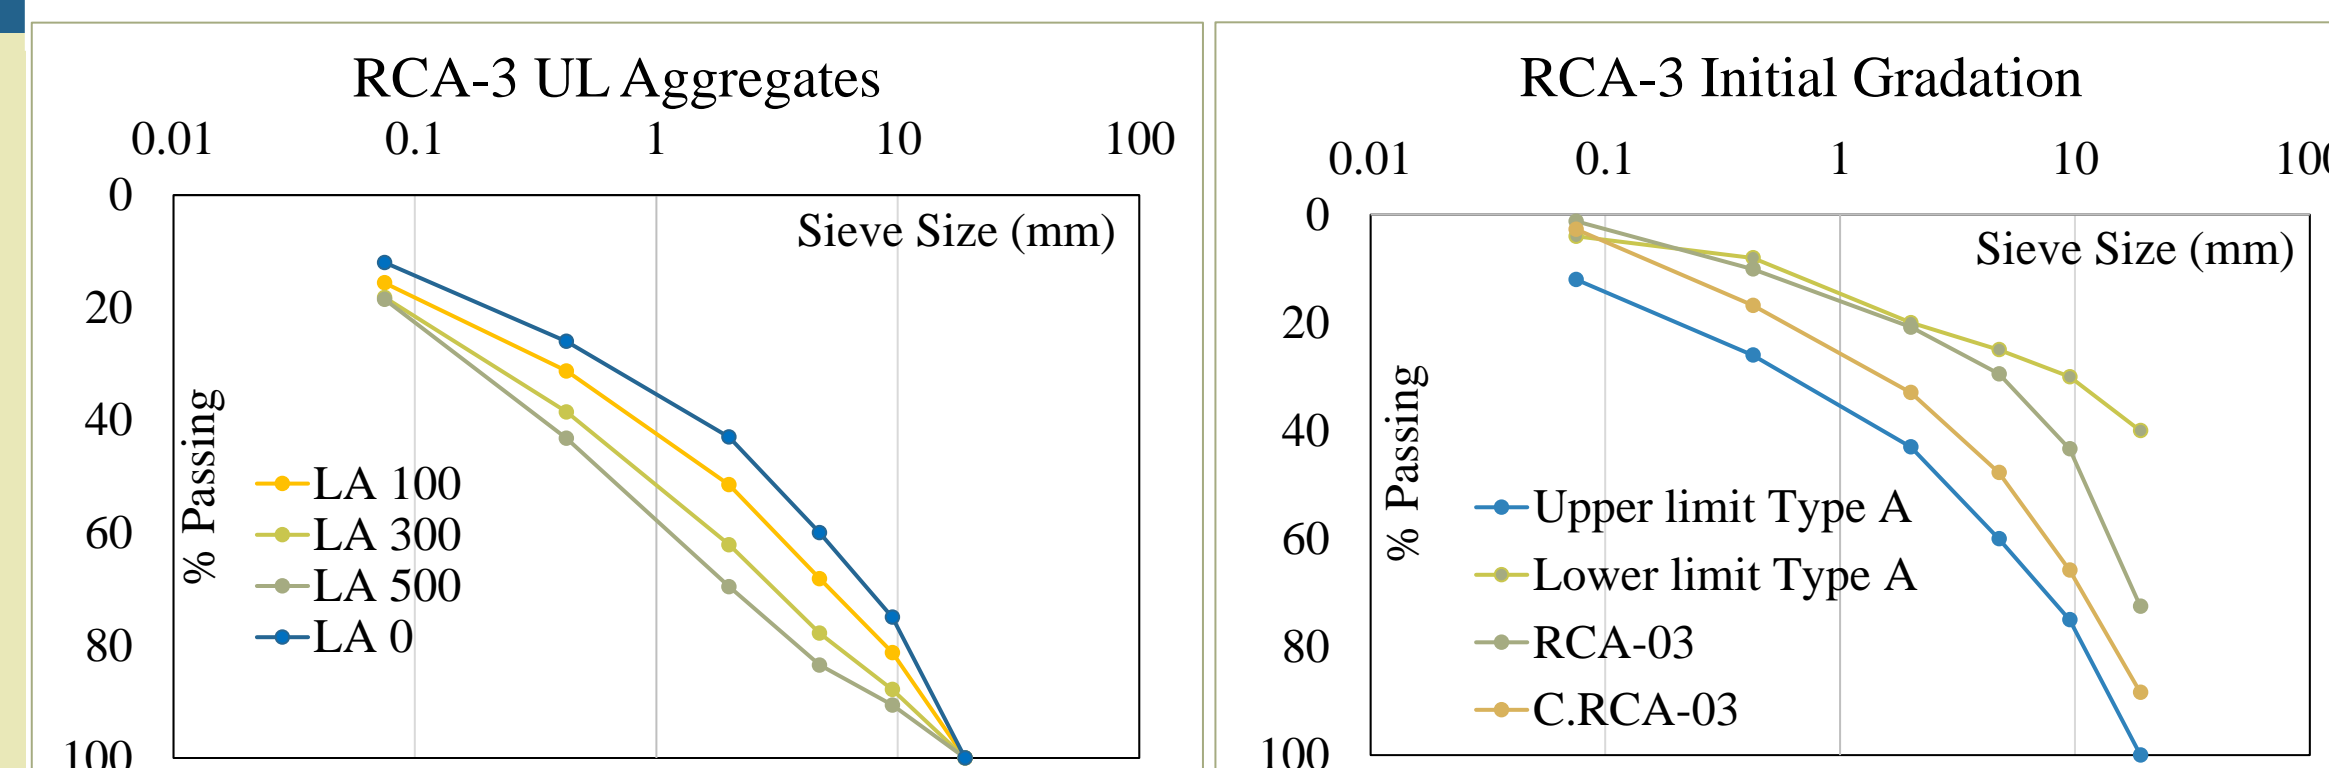 RCA-3 UL Aggregates
0.01 0.1 1 10 100
0
20
40
60
80
100
Sieve Size (mm)
% Passing
LA 100
LA 300
LA 500
LA 0
RCA-3 Initial Gradation
0.01 0.1 1 10 100
0
20
40
60
80
100
Sieve Size (mm)
% Passing
Upper limit Type A
Lower limit Type A
RCA-03
C.RCA-03